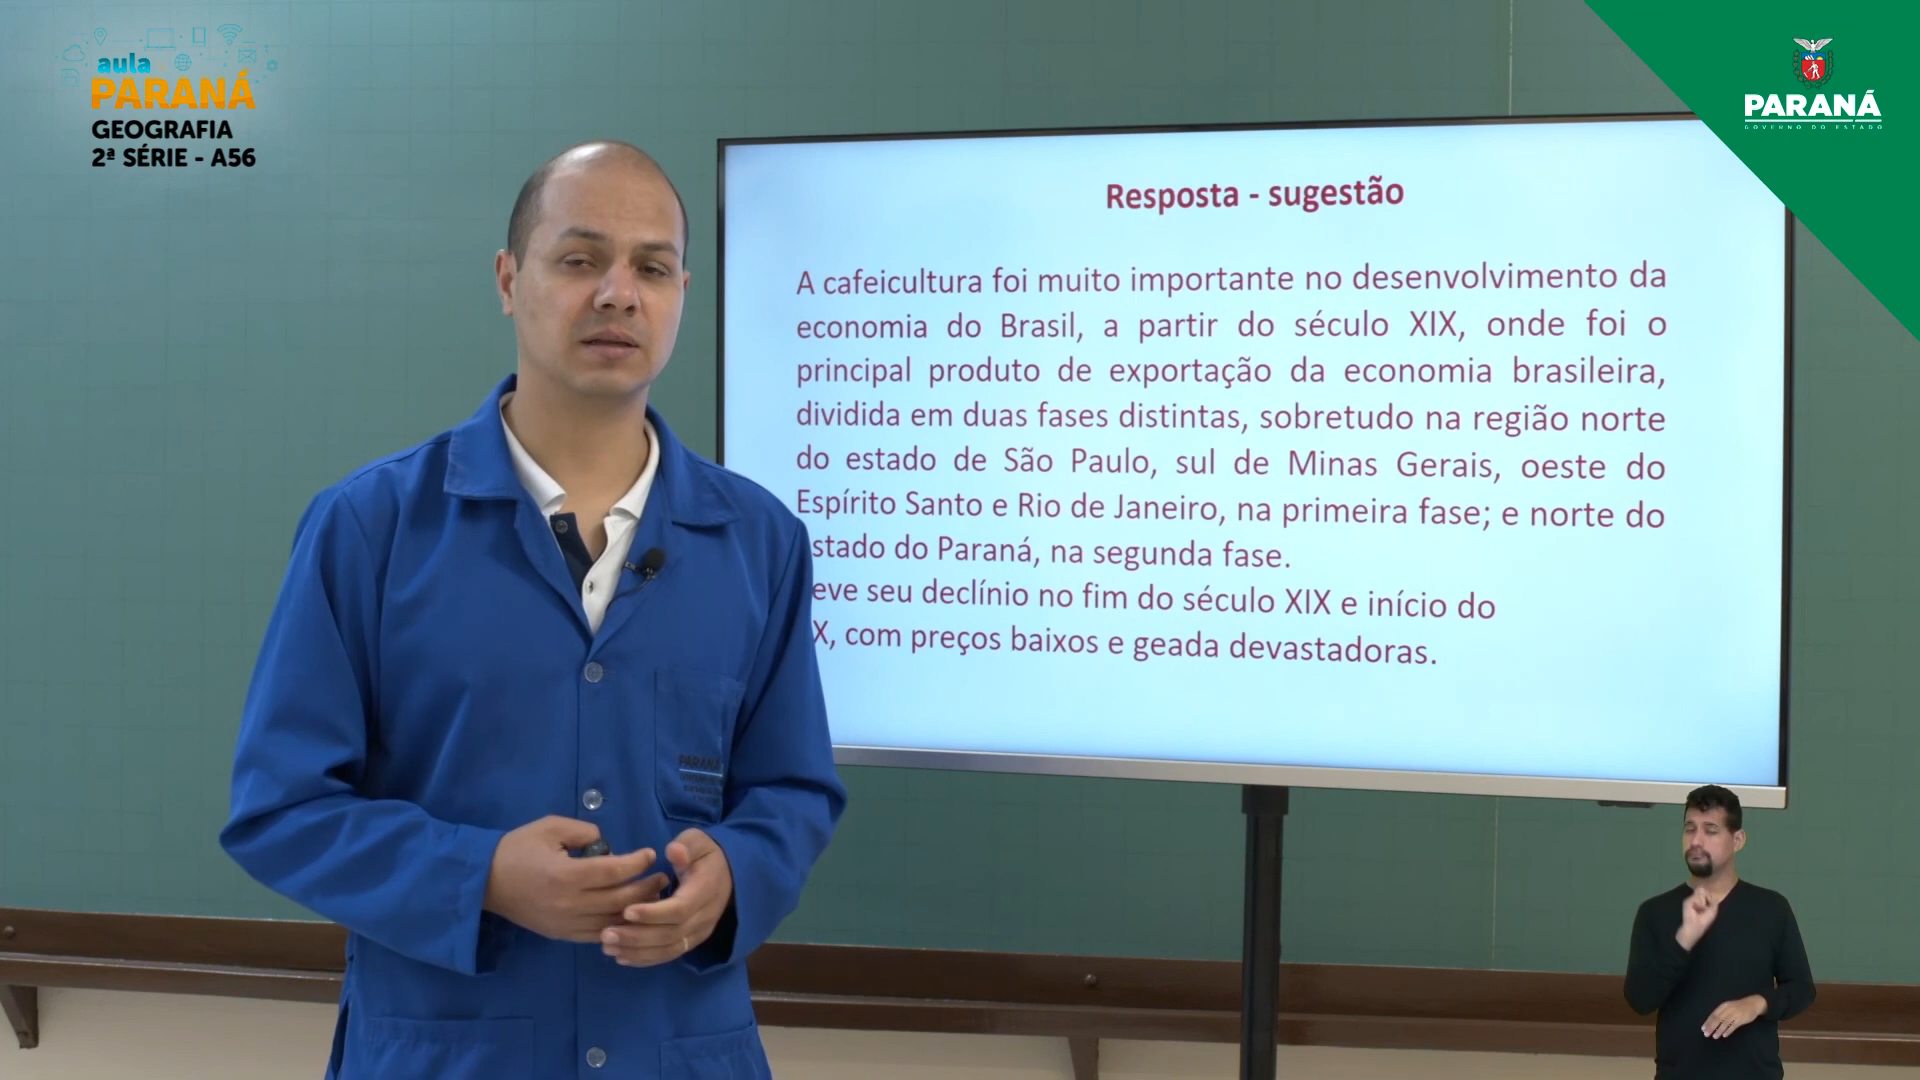 aula
PARANÁ
GEOGRAFIA
2ª SÉRIE - A56
PARANÁ
GOVERNO DO ESTADO
Resposta - sugestão
A cafeicultura foi muito importante no desenvolvimento da
economia do Brasil, a partir do século XIX, onde foi o
principal produto de exportação da economia brasileira,
dividida em duas fases distintas, sobretudo na região norte
do estado de São Paulo, sul de Minas Gerais, oeste do
Espírito Santo e Rio de Janeiro, na primeira fase; e norte do
stado do Paraná, na segunda fase.
eve seu declínio no fim do século XIX e início do
X, com preços baixos e geada devastadoras.
PARANÁ